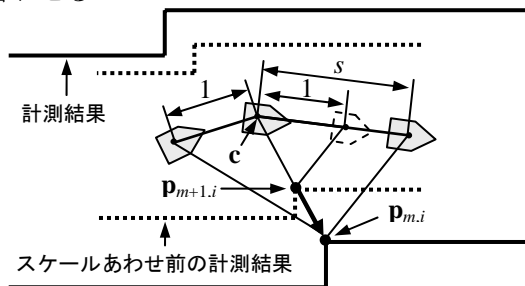 s
1
1
計測結果
c
p_{m+1.i}
p_{m.i}
スケールあわせ前の計測結果